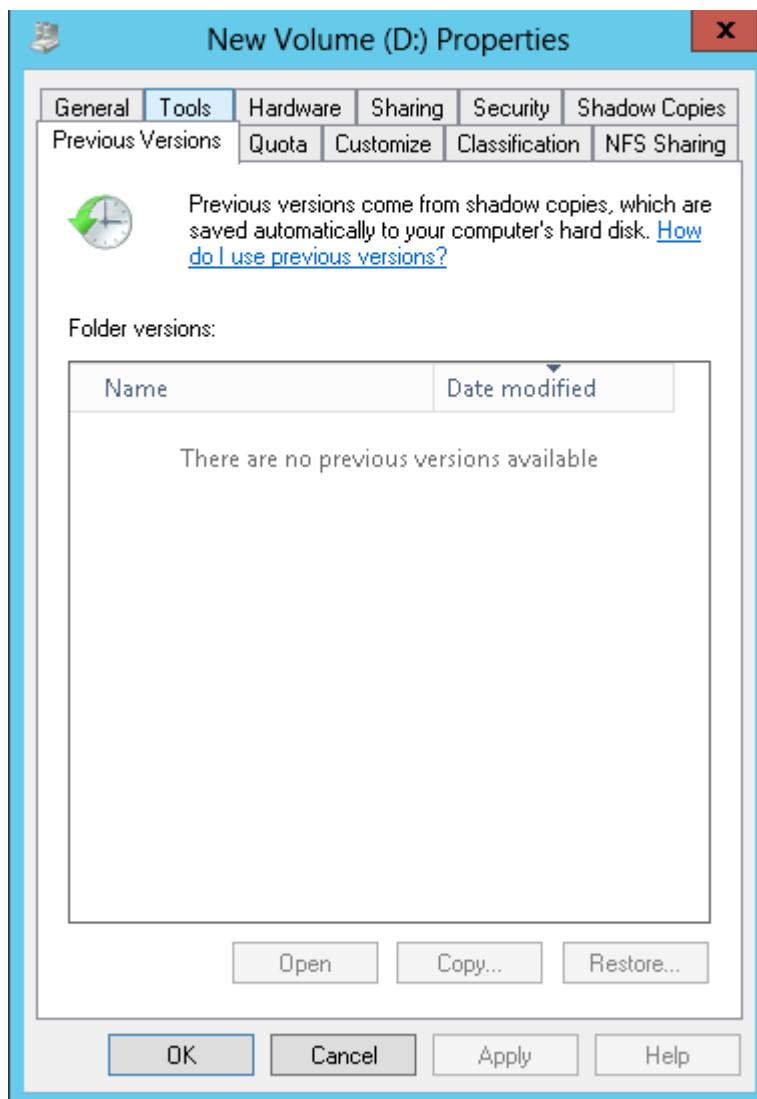 New Volume (D:) Properties
x
General Tools Hardware Sharing Security Shadow Copies
Previous Versions Quota Customize Classification NFS Sharing
Previous versions come from shadow copies, which are
saved automatically to your computer's hard disk. How
do I use previous versions?
Folder versions:
Name Date modified
There are no previous versions available
Open Copy... Restore...
OK Cancel Apply Help